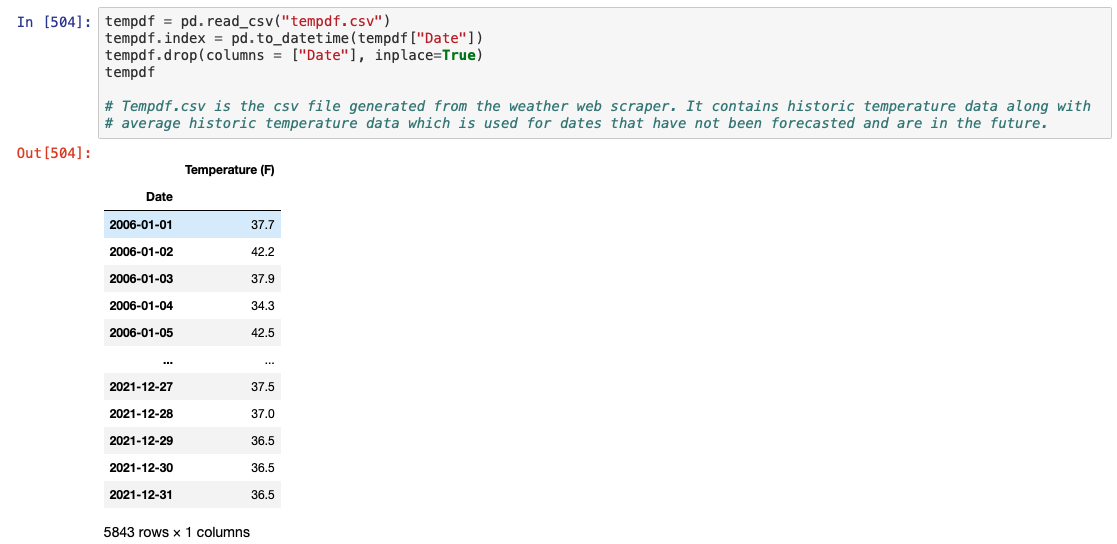 In [504]: tempdf = pd.read_csv("tempdf.csv")
tempdf.index = pd.to_datetime(tempdf["Date"])
tempdf.drop(columns = ["Date"], inplace=True)
tempdf
# Tempdf.csv is the csv file generated from the weather web scraper. It contains historic temperature data along with
# average historic temperature data which is used for dates that have not been forecasted and are in the future.
Out[504]:
Temperature (F)
Date
2006-01-01 37.7
2006-01-02 42.2
2006-01-03 37.9
2006-01-04 34.3
2006-01-05 42.5
... ...
2021-12-27 37.5
2021-12-28 37.0
2021-12-29 36.5
2021-12-30 36.5
2021-12-31 36.5
5843 rows × 1 columns